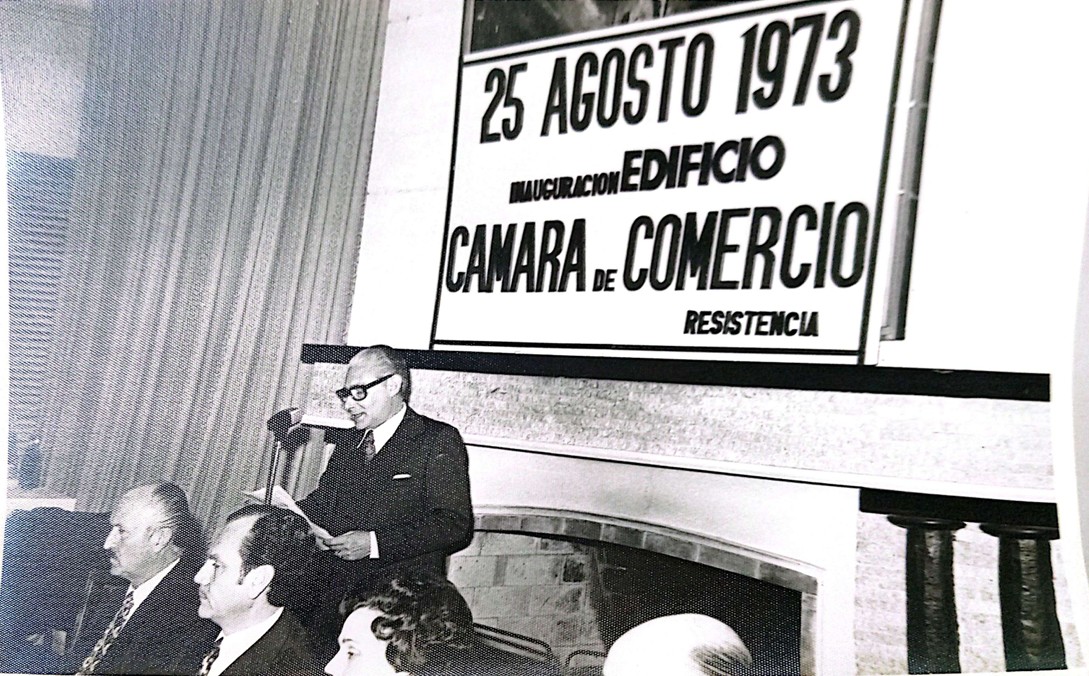 25 AGOSTO 1973
INAUGURACION EDIFICIO
CAMARA DE COMERCIO
RESISTENCIA